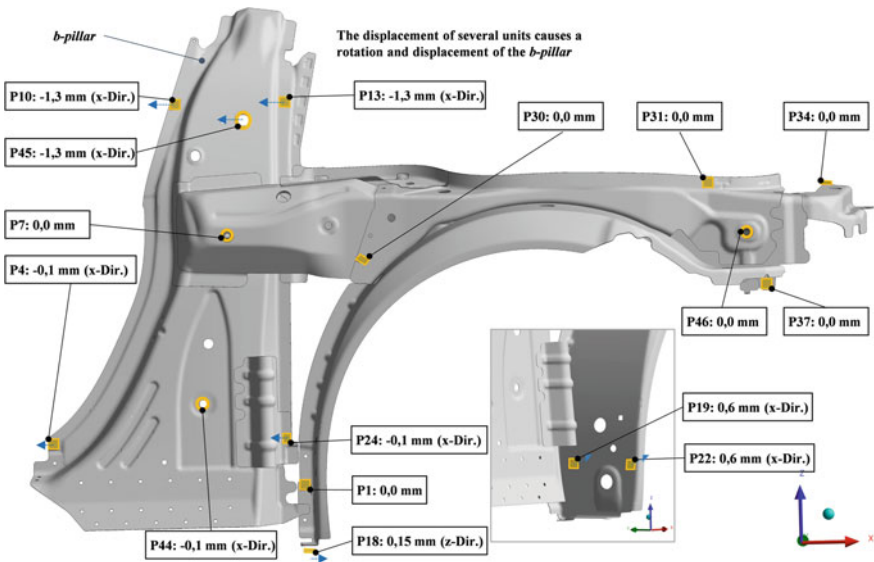 b-pillar
The displacement of several units causes a
rotation and displacement of the b-pillar
P10: -1,3 mm (x-Dir.)
P13: -1,3 mm (x-Dir.)
P30: 0,0 mm
P31: 0,0 mm
P34: 0,0 mm
P45: -1,3 mm (x-Dir.)
P7: 0,0 mm
P4: -0,1 mm (x-Dir.)
P46: 0,0 mm
P37: 0,0 mm
P19: 0,6 mm (x-Dir.)
P24: -0,1 mm (x-Dir.)
P22: 0,6 mm (x-Dir.)
P1: 0,0 mm
P44: -0,1 mm (x-Dir.)
P18: 0,15 mm (z-Dir.)
Z
X